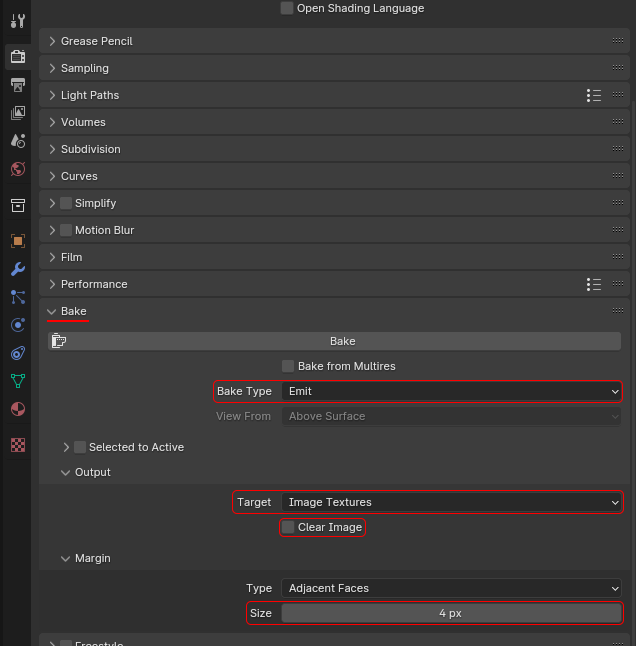 Open Shading Language
Grease Pencil
Sampling
Light Paths
Volumes
Subdivision
Curves
Simplify
Motion Blur
Film
Performance
Bake
Bake
Bake from Multires
Bake Type Emit
View From Above Surface
Selected to Active
Output
Target Image Textures
Clear Image
Margin
Type Adjacent Faces
Size 4 px
Freestyle